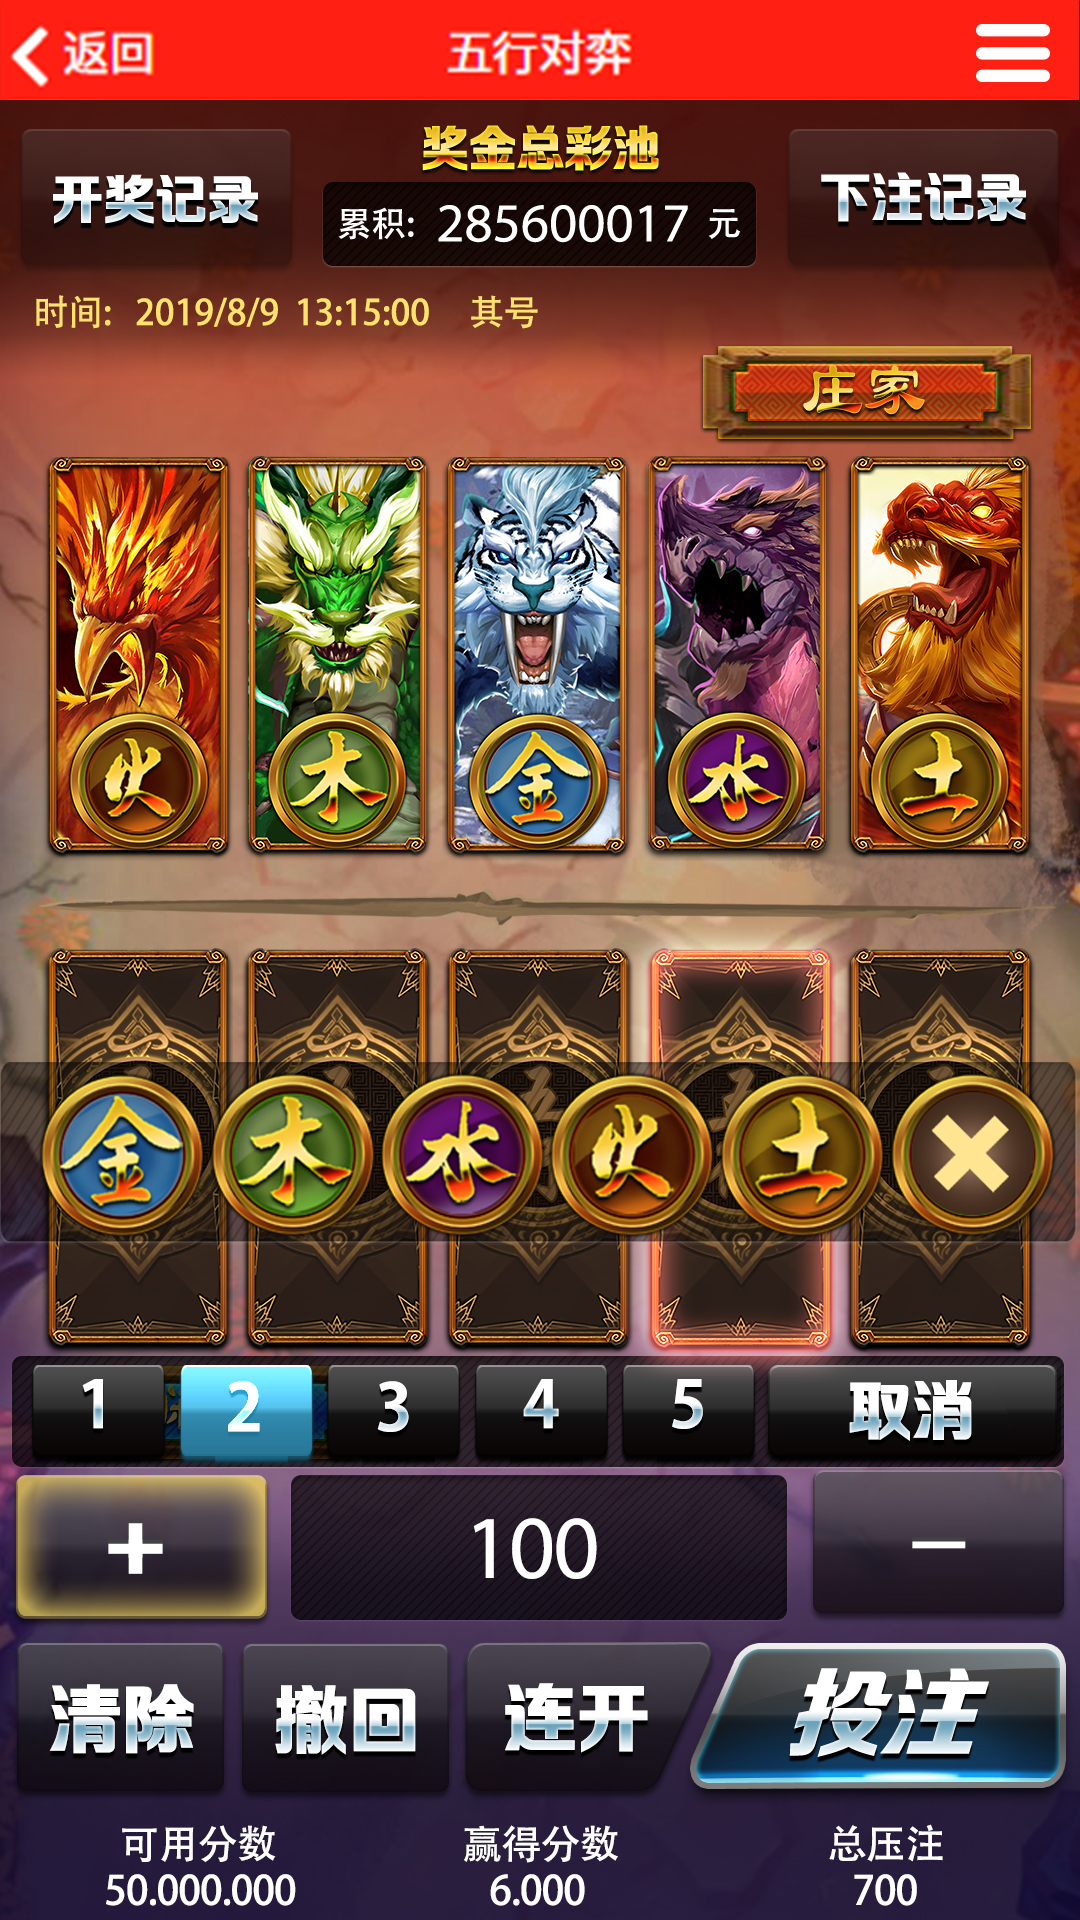 返回
五行对弈
奖金总彩池
开奖记录
累积: 285600017 元
下注记录
时间: 2019/8/9 13:15:00 其号
庄家
火 木 金 水 土
金 木 水 火 土
1 2 3 4 5 取消
+ 100 －
清除 撤回 连开 投注
可用分数 赢得分数 总压注
50.000.000 6.000 700